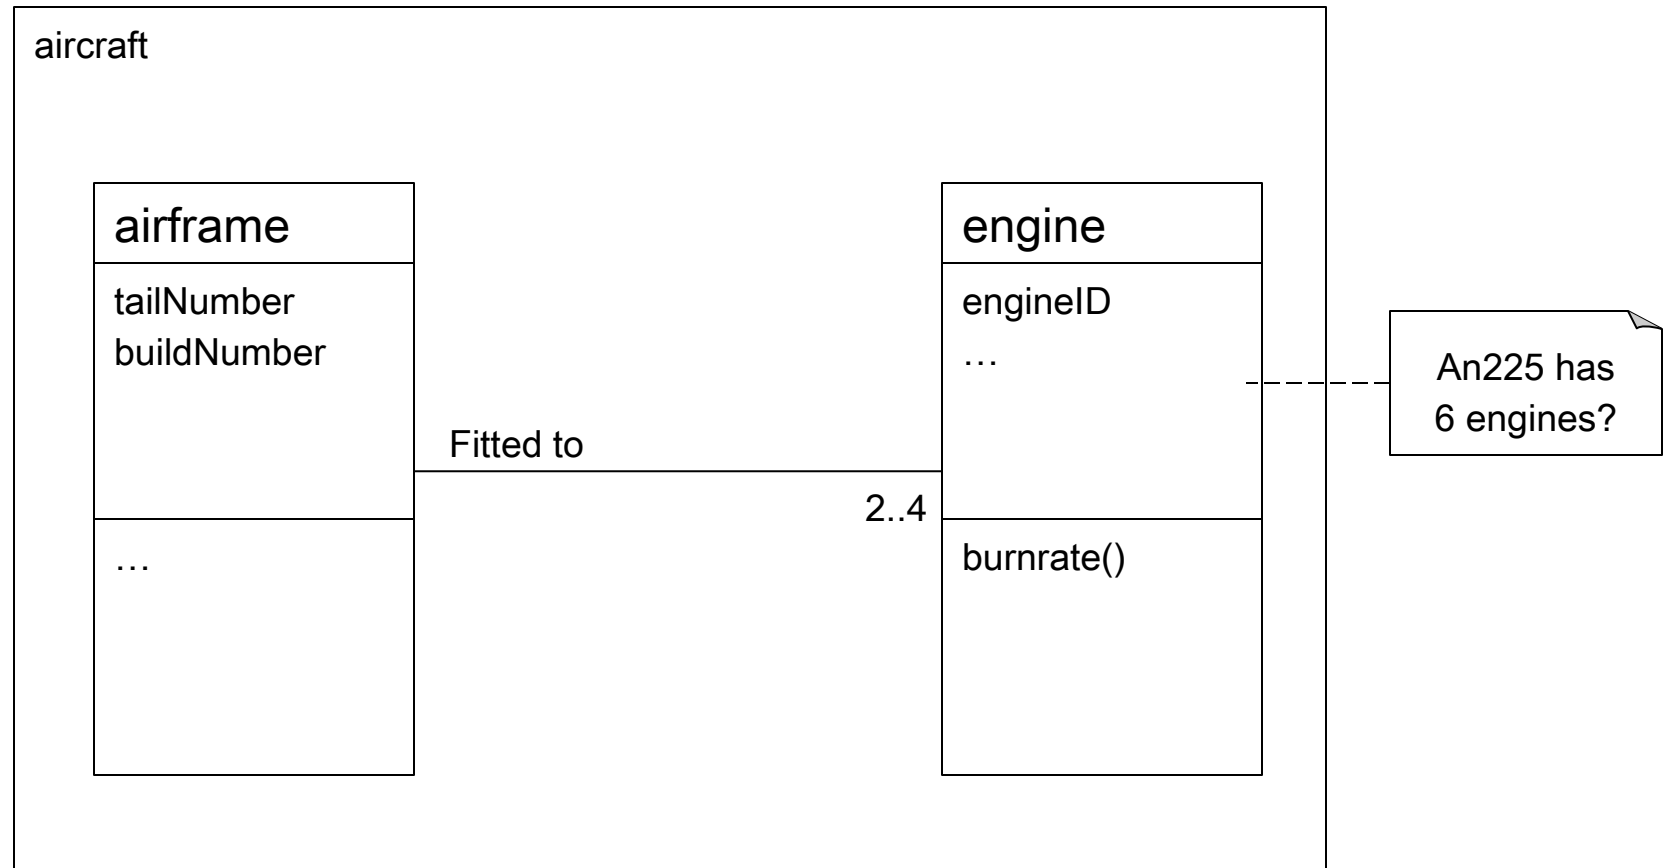 aircraft
airframe
tailNumber
buildNumber
…
Fitted to
2..4
engine
engineID
…
burnrate()
An225 has
6 engines?